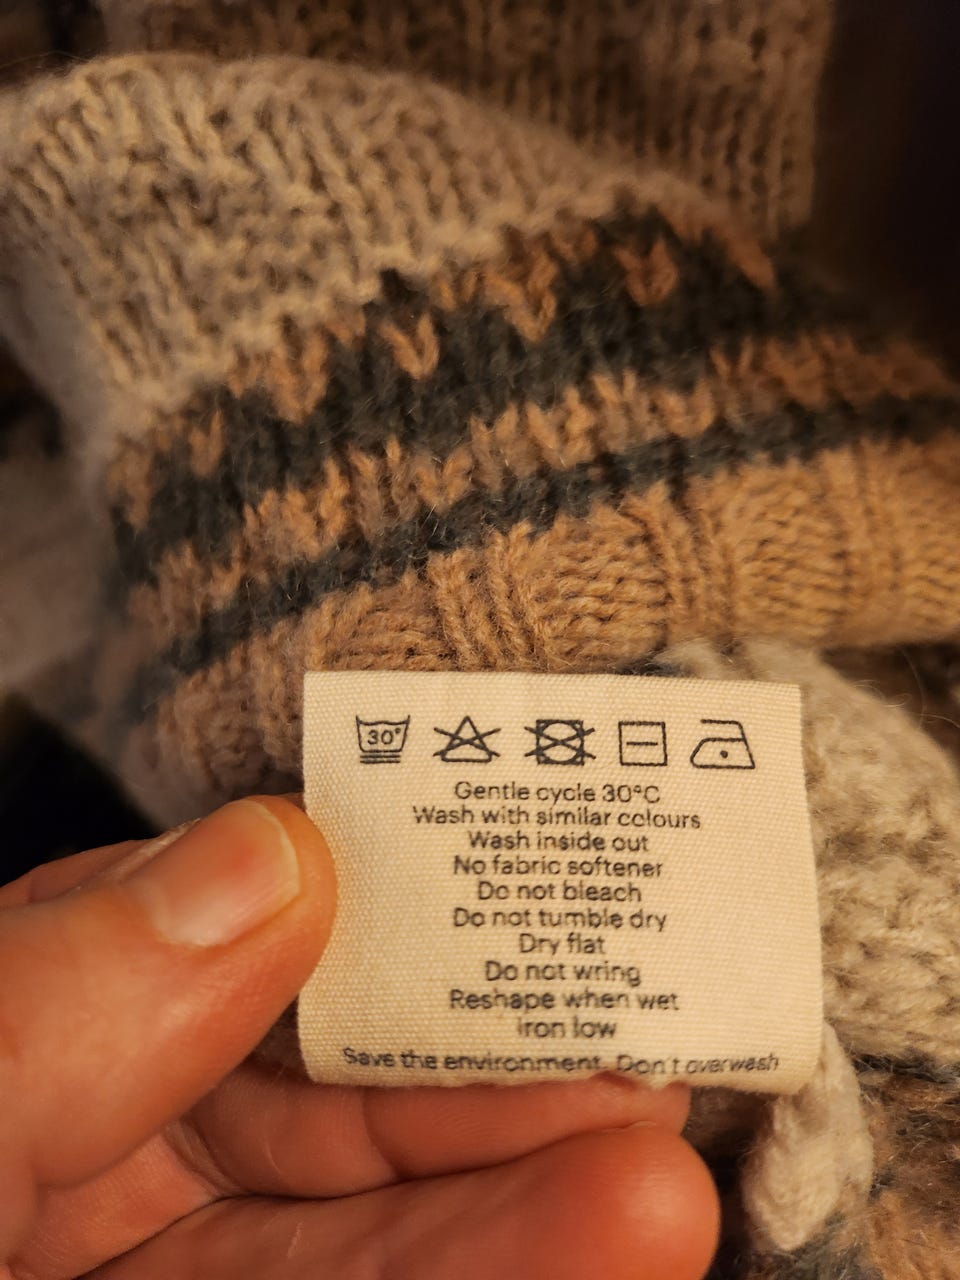 30°
Gentle cycle 30°C
Wash with similar colours
Wash inside out
No fabric softener
Do not bleach
Do not tumble dry
Dry flat
Do not wring
Reshape when wet
Iron low
Save the environment. Don't overwash